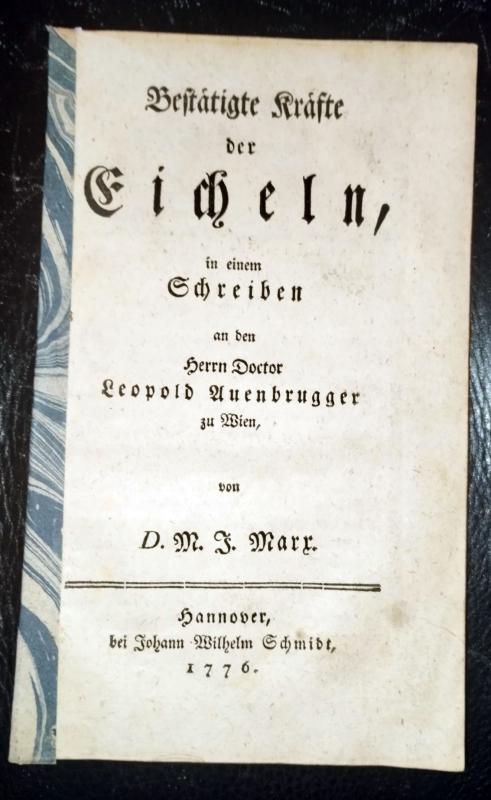 Bestätigte Kräfte
der
Eicheln,
in einem
Schreiben
an den
Herrn Doctor
Leopold Auenbrugger
zu Wien,
von
D. M. J. Marx.
Hannover,
bei Johann Wilhelm Schmidt,
1776.